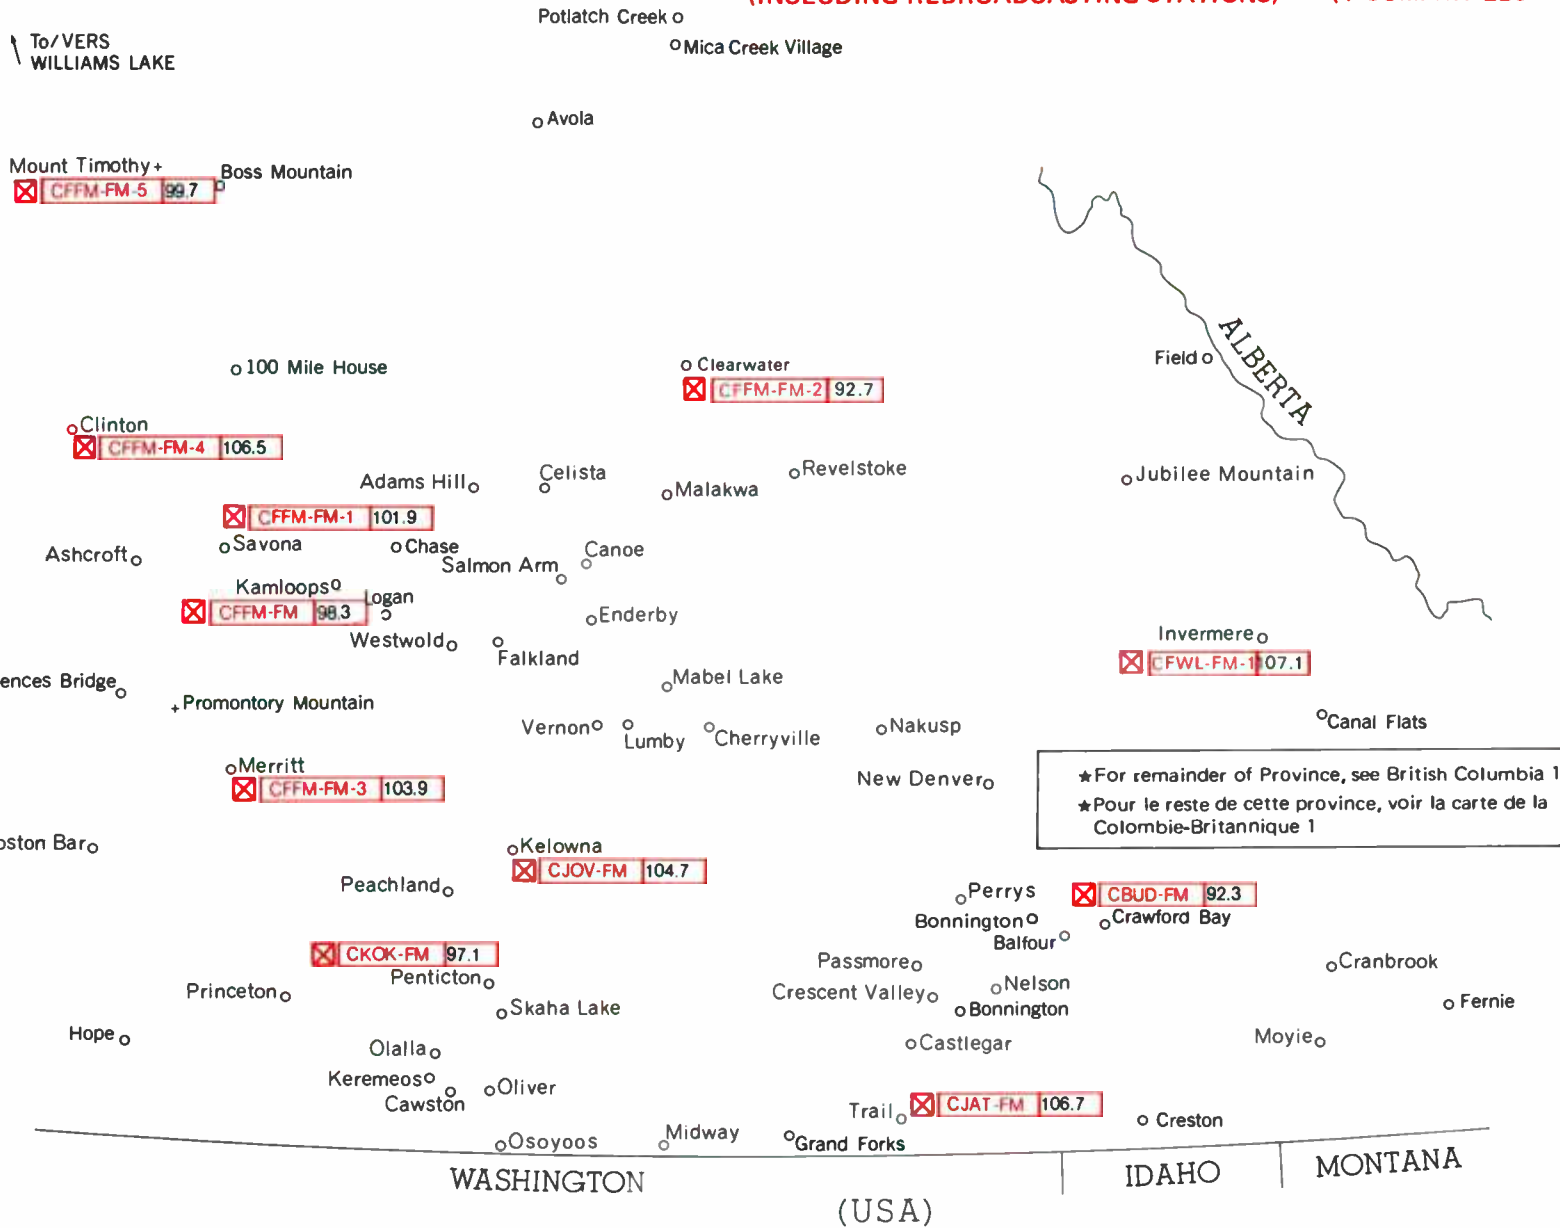 (INCLUDING REBROADCASTING STATIONS)
Potlatch Creek
Mica Creek Village
To/VERS
WILLIAMS LAKE
Avola
Mount Timothy
Boss Mountain
CFFM-FM-5 99.7
ALBERTA
Field
100 Mile House
Clearwater
CFFM-FM-2 92.7
Clinton
CFFM-FM-4 106.5
Adams Hill
Celista
Malakwa
Revelstoke
Jubilee Mountain
CFFM-FM-1 101.9
Ashcroft
Savona
Chase
Salmon Arm
Canoe
Kamloops
Logan
CFFM-FM 98.3
Enderby
Westwold
Falkland
Invermere
CFWL-FM-1 107.1
ences Bridge
Promontory Mountain
Mabel Lake
Vernon
Lumby
Cherryville
Nakusp
Canal Flats
Merritt
CFFM-FM-3 103.9
New Denver
★For remainder of Province, see British Columbia 1
★Pour le reste de cette province, voir la carte de la
Colombie-Britannique 1
oston Bar
Kelowna
CJOV-FM 104.7
Peachland
Perrys
CBUD-FM 92.3
Bonnington
Crawford Bay
Balfour
CKOK-FM 97.1
Penticton
Passmore
Cranbrook
Princeton
Skaha Lake
Crescent Valley
Nelson
Bonnington
Fernie
Hope
Olalla
Castlegar
Moyie
Keremeos
Cawston
Oliver
Trail
CJAT-FM 106.7
Creston
Osoyoos
Midway
Grand Forks
WASHINGTON
IDAHO
MONTANA
(USA)